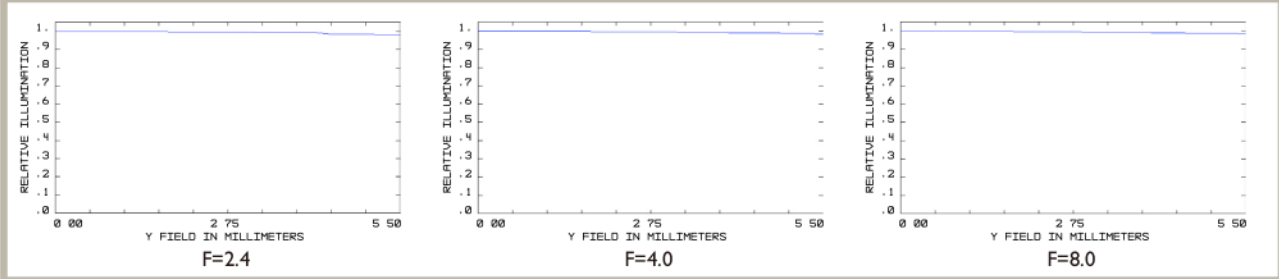 RELATIVE ILLUMINATION
1.
.9
.8
.7
.6
.5
.4
.3
.2
.1
.0
0 00 2 75 5 50
Y FIELD IN MILLIMETERS
F=2.4
RELATIVE ILLUMINATION
1.
.9
.8
.7
.6
.5
.4
.3
.2
.1
.0
0 00 2 75 5 50
Y FIELD IN MILLIMETERS
F=4.0
RELATIVE ILLUMINATION
1.
.9
.8
.7
.6
.5
.4
.3
.2
.1
.0
0 00 2 75 5 50
Y FIELD IN MILLIMETERS
F=8.0